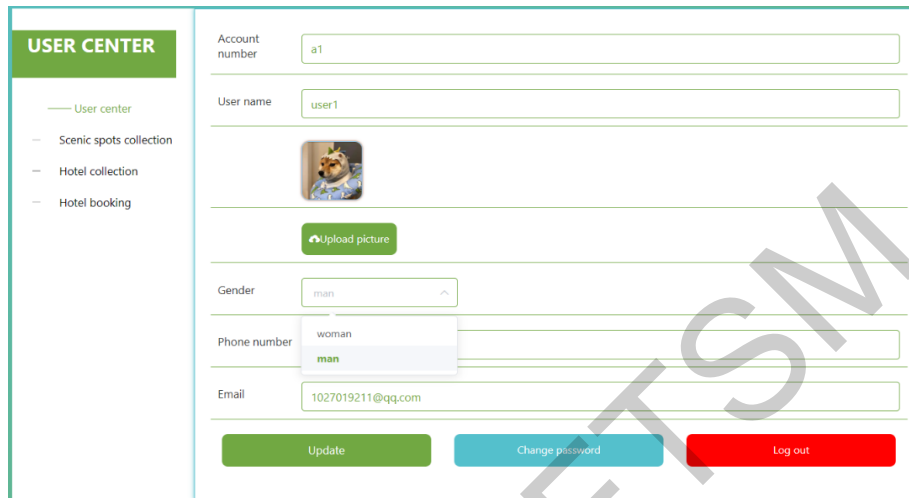 USER CENTER
User center
Scenic spots collection
Hotel collection
Hotel booking
Account
number
a1
User name
user1
Upload picture
Gender
man
woman
man
Phone number
Email
1027019211@qq.com
Update
Change password
Log out
FTSM